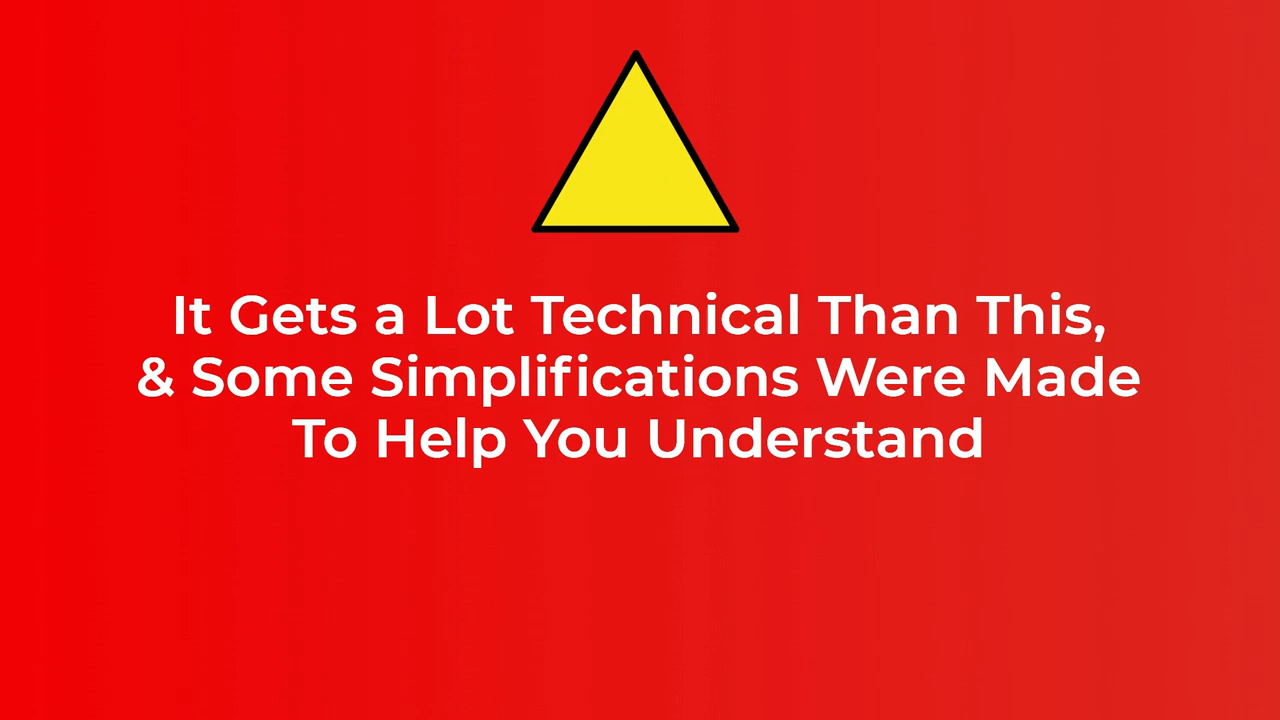 It Gets a Lot Technical Than This,
& Some Simplifications Were Made
To Help You Understand